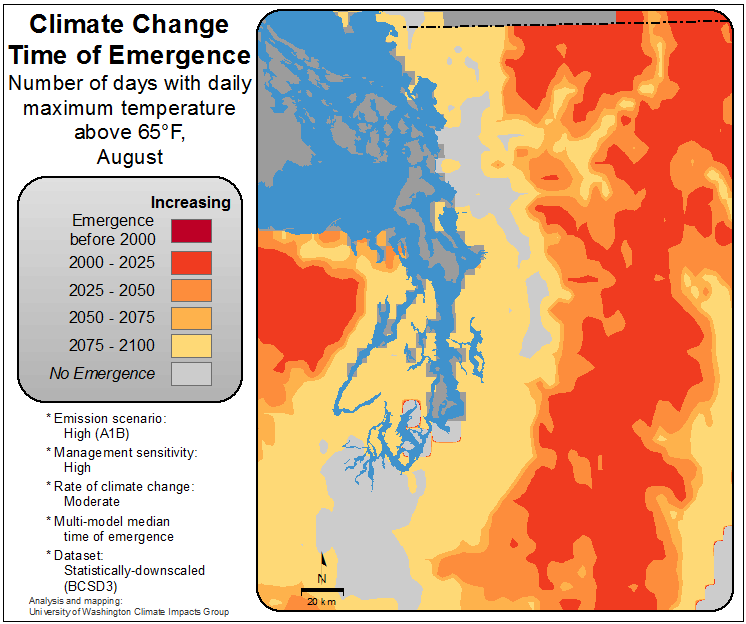 Climate Change
Time of Emergence
Number of days with daily
maximum temperature
above 65°F,
August
Increasing
Emergence
before 2000
2000 - 2025
2025 - 2050
2050 - 2075
2075 - 2100
No Emergence
* Emission scenario:
High (A1B)
* Management sensitivity:
High
* Rate of climate change:
Moderate
* Multi-model median
time of emergence
* Dataset:
Statistically-downscaled
(BCSD3)
Analysis and mapping:
University of Washington Climate Impacts Group
N
20 km